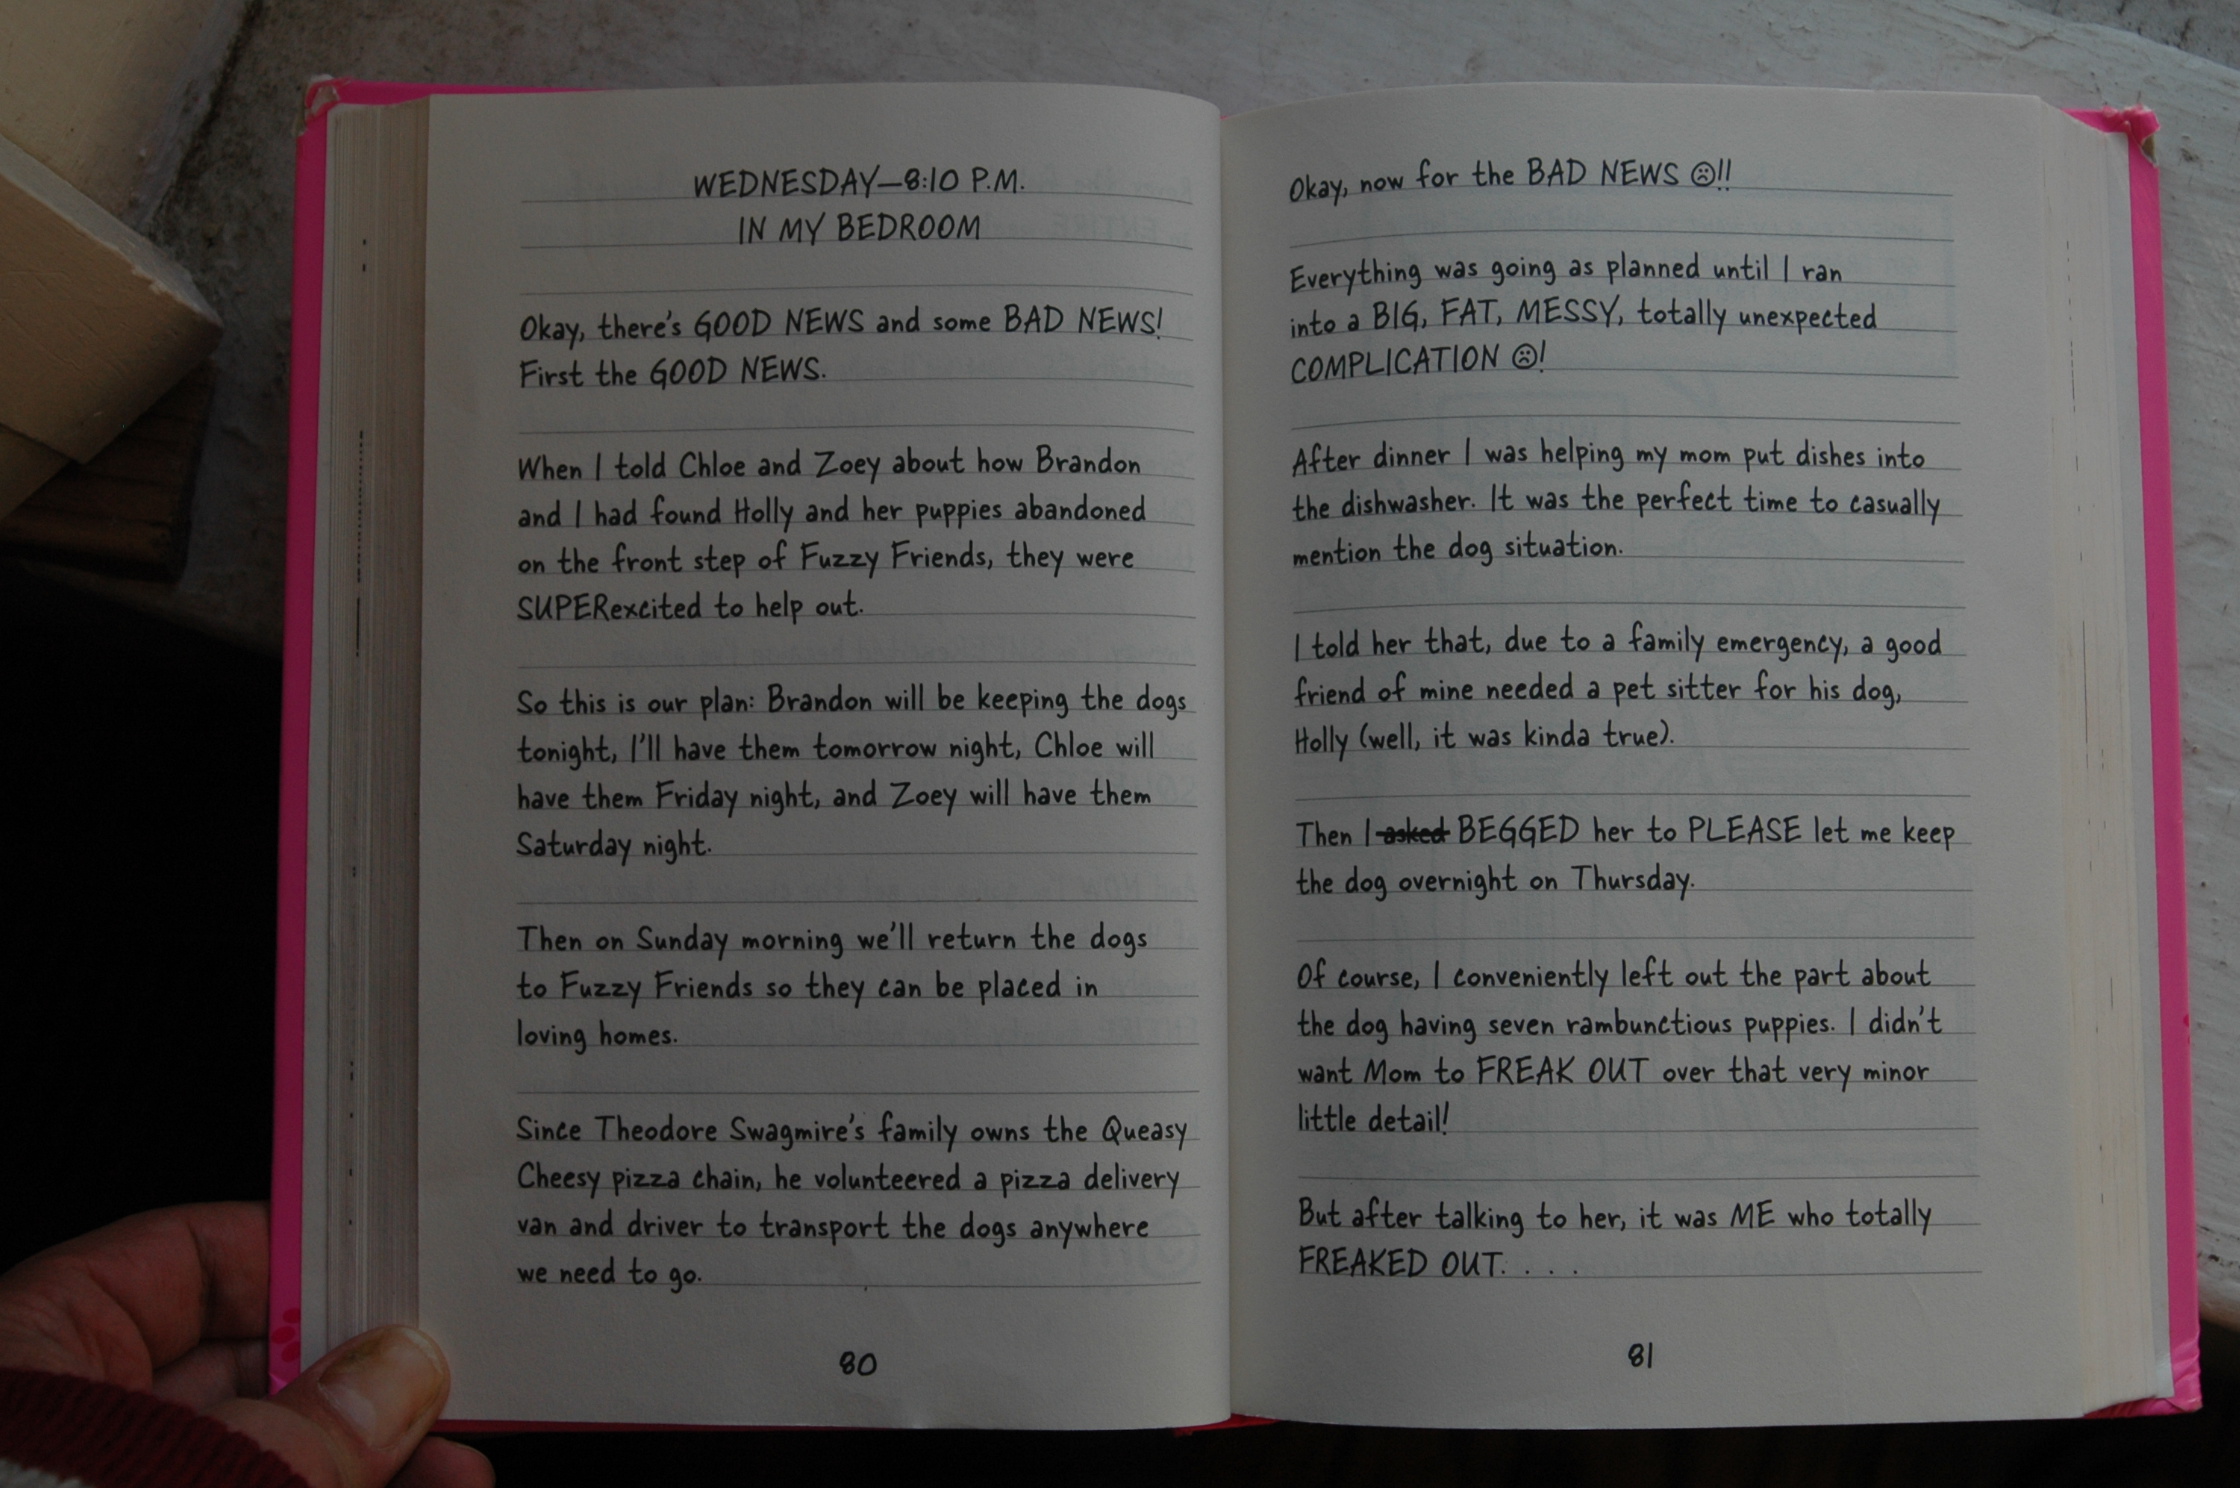 WEDNESDAY—8:10 P.M.
IN MY BEDROOM
Okay, there's GOOD NEWS and some BAD NEWS!
First the GOOD NEWS.
When I told Chloe and Zoey about how Brandon
and I had found Holly and her puppies abandoned
on the front step of Fuzzy Friends, they were
SUPERexcited to help out.
So this is our plan: Brandon will be keeping the dogs
tonight, I'll have them tomorrow night, Chloe will
have them Friday night, and Zoey will have them
Saturday night.
Then on Sunday morning we'll return the dogs
to Fuzzy Friends so they can be placed in
loving homes.
Since Theodore Swagmire's family owns the Queasy
Cheesy pizza chain, he volunteered a pizza delivery
van and driver to transport the dogs anywhere
we need to go.
80
Okay, now for the BAD NEWS ☹!!
Everything was going as planned until I ran
into a BIG, FAT, MESSY, totally unexpected
COMPLICATION ☹!
After dinner I was helping my mom put dishes into
the dishwasher. It was the perfect time to casually
mention the dog situation.
I told her that, due to a family emergency, a good
friend of mine needed a pet sitter for his dog,
Holly (well, it was kinda true).
Then I asked BEGGED her to PLEASE let me keep
the dog overnight on Thursday.
Of course, I conveniently left out the part about
the dog having seven rambunctious puppies. I didn't
want Mom to FREAK OUT over that very minor
little detail!
But after talking to her, it was ME who totally
FREAKED OUT. . . .
81